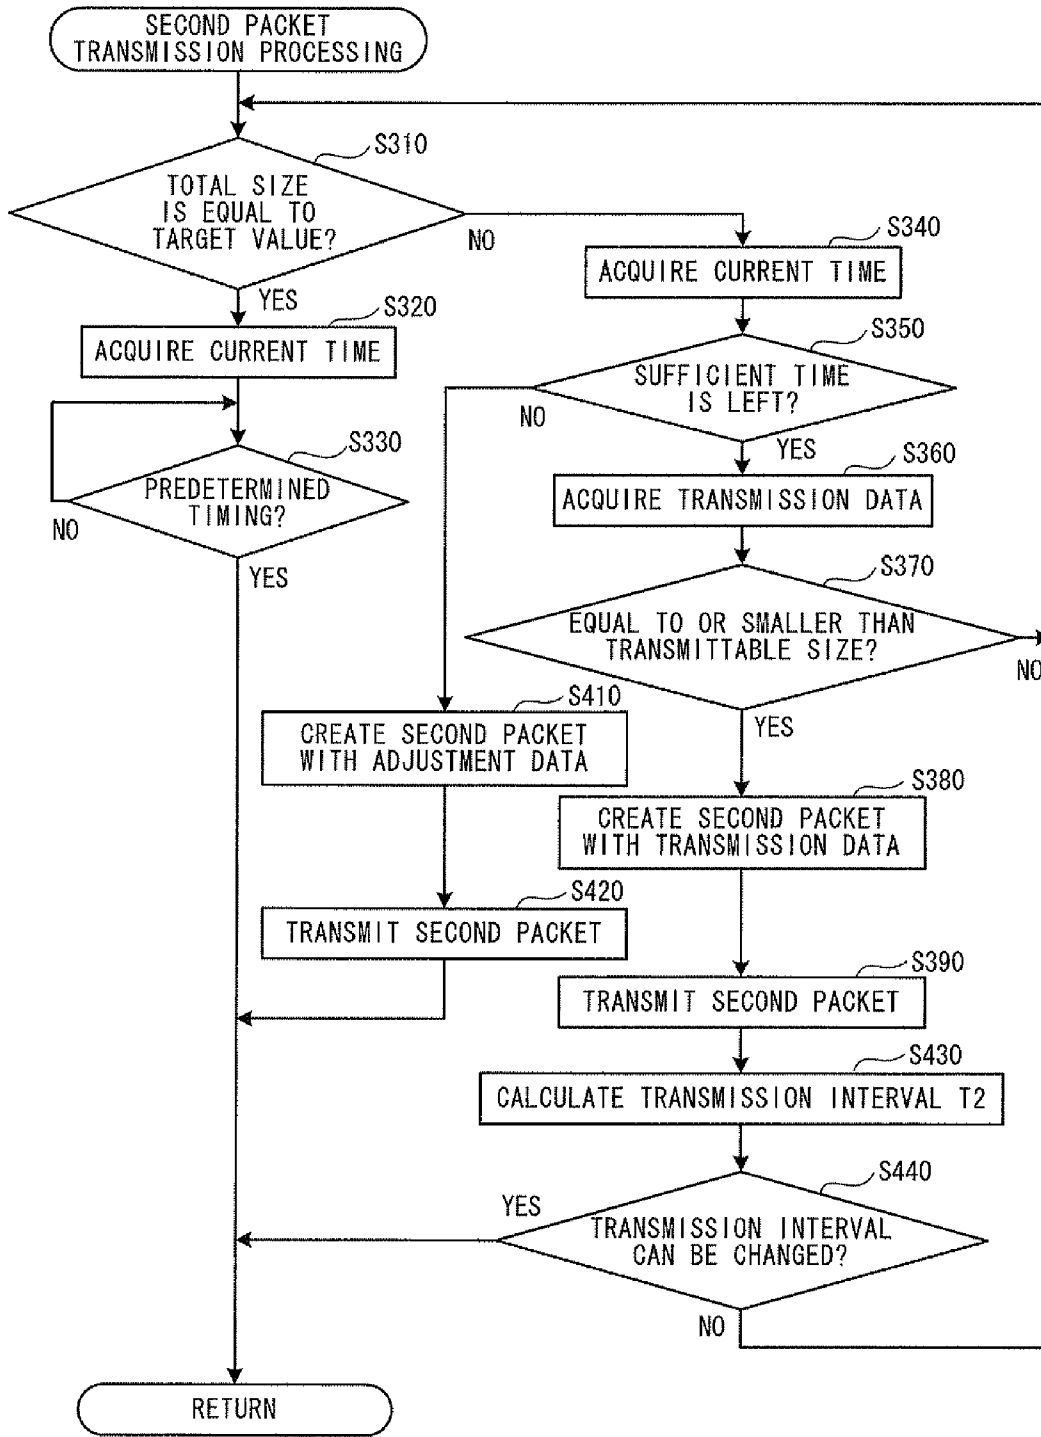 SECOND PACKET
TRANSMISSION PROCESSING
S310
TOTAL SIZE
IS EQUAL TO
TARGET VALUE?
NO
YES
S320
ACQUIRE CURRENT TIME
S330
PREDETERMINED
TIMING?
NO
YES
S340
ACQUIRE CURRENT TIME
S350
SUFFICIENT TIME
IS LEFT?
NO
YES
S360
ACQUIRE TRANSMISSION DATA
S370
EQUAL TO OR SMALLER THAN
TRANSMITTABLE SIZE?
NO
YES
S410
CREATE SECOND PACKET
WITH ADJUSTMENT DATA
S380
CREATE SECOND PACKET
WITH TRANSMISSION DATA
S420
TRANSMIT SECOND PACKET
S390
TRANSMIT SECOND PACKET
S430
CALCULATE TRANSMISSION INTERVAL T2
S440
YES
TRANSMISSION INTERVAL
CAN BE CHANGED?
NO
RETURN